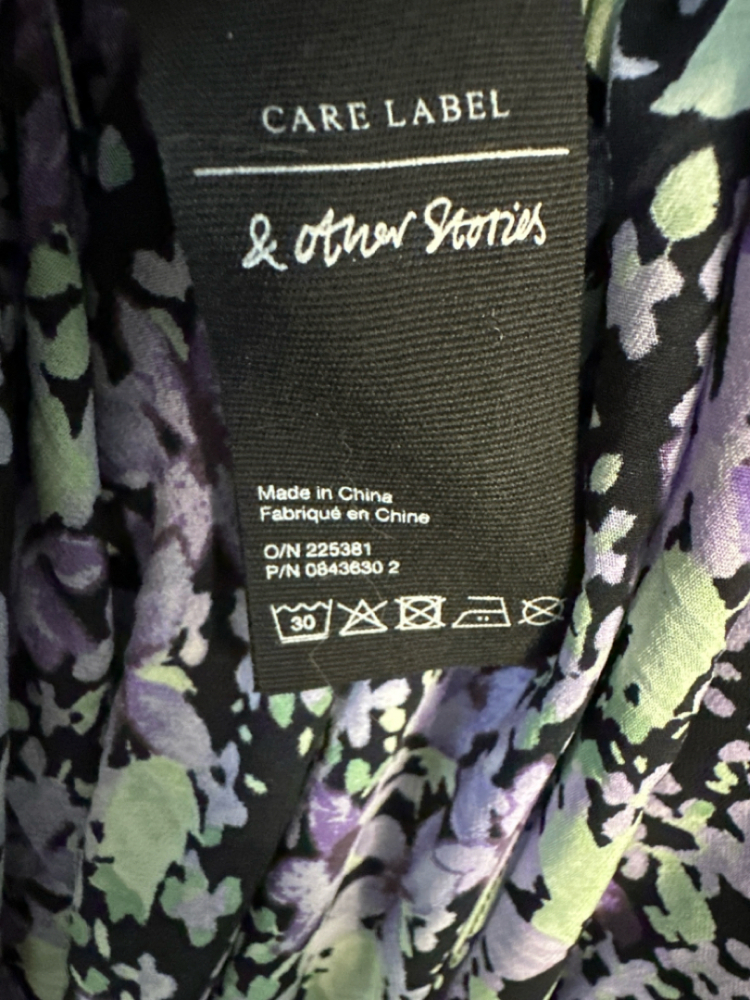 CARE LABEL
& other Stories
Made in China
Fabriqué en Chine
O/N 225381
P/N 0843630 2
30